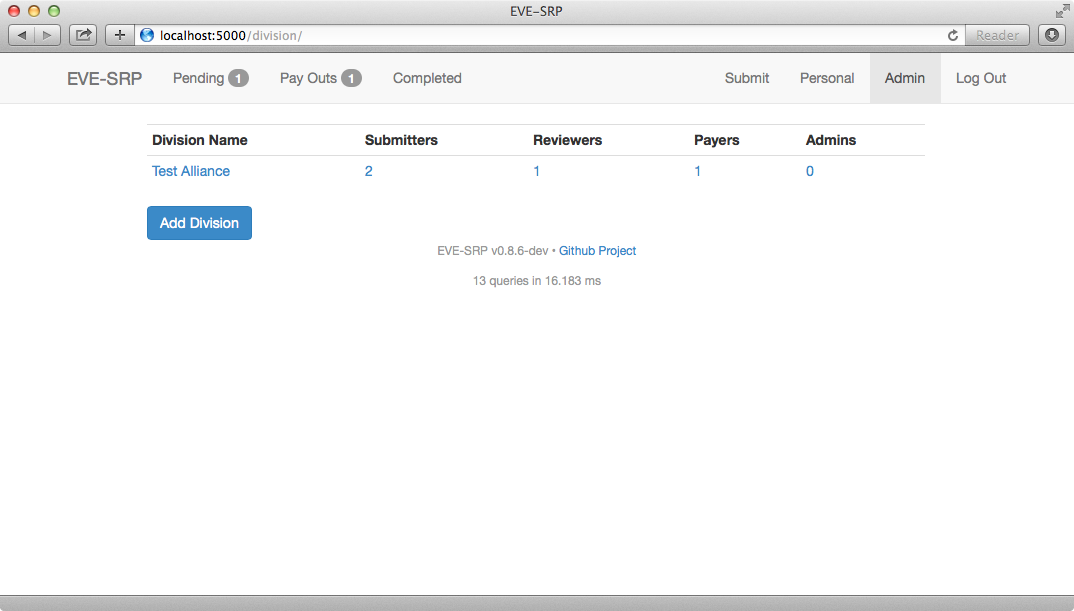 EVE-SRP
localhost:5000/division/ Reader
EVE-SRP Pending 1 Pay Outs 1 Completed Submit Personal Admin Log Out
Division Name Submitters Reviewers Payers Admins
Test Alliance 2 1 1 0
Add Division
EVE-SRP v0.8.6-dev • Github Project
13 queries in 16.183 ms